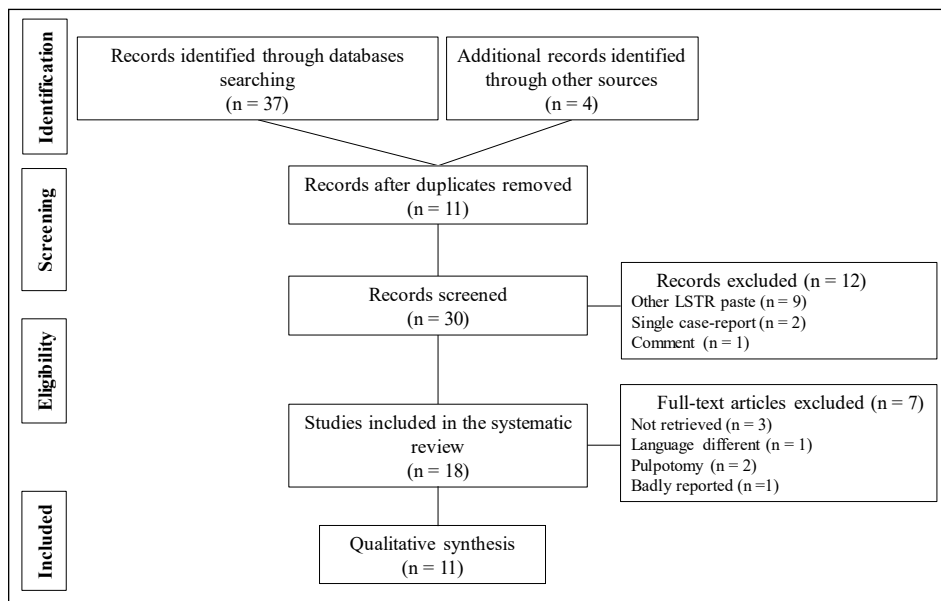 Identification
Records identified through databases
searching
(n = 37)
Additional records identified
through other sources
(n = 4)
Screening
Records after duplicates removed
(n = 11)
Records screened
(n = 30)
Records excluded (n = 12)
Other LSTR paste (n = 9)
Single case-report (n = 2)
Comment (n = 1)
Eligibility
Studies included in the systematic
review
(n = 18)
Full-text articles excluded (n = 7)
Not retrieved (n = 3)
Language different (n = 1)
Pulpotomy (n = 2)
Badly reported (n =1)
Included
Qualitative synthesis
(n = 11)